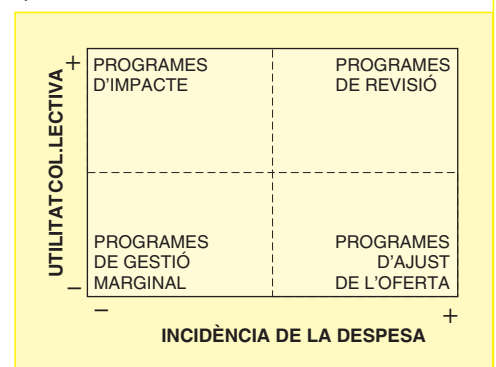 UTILITAT COL.LECTIVA
+
PROGRAMES
D'IMPACTE
PROGRAMES
DE REVISIÓ
PROGRAMES
DE GESTIÓ
MARGINAL
PROGRAMES
D'AJUST
DE L'OFERTA
–
–
+
INCIDÈNCIA DE LA DESPESA